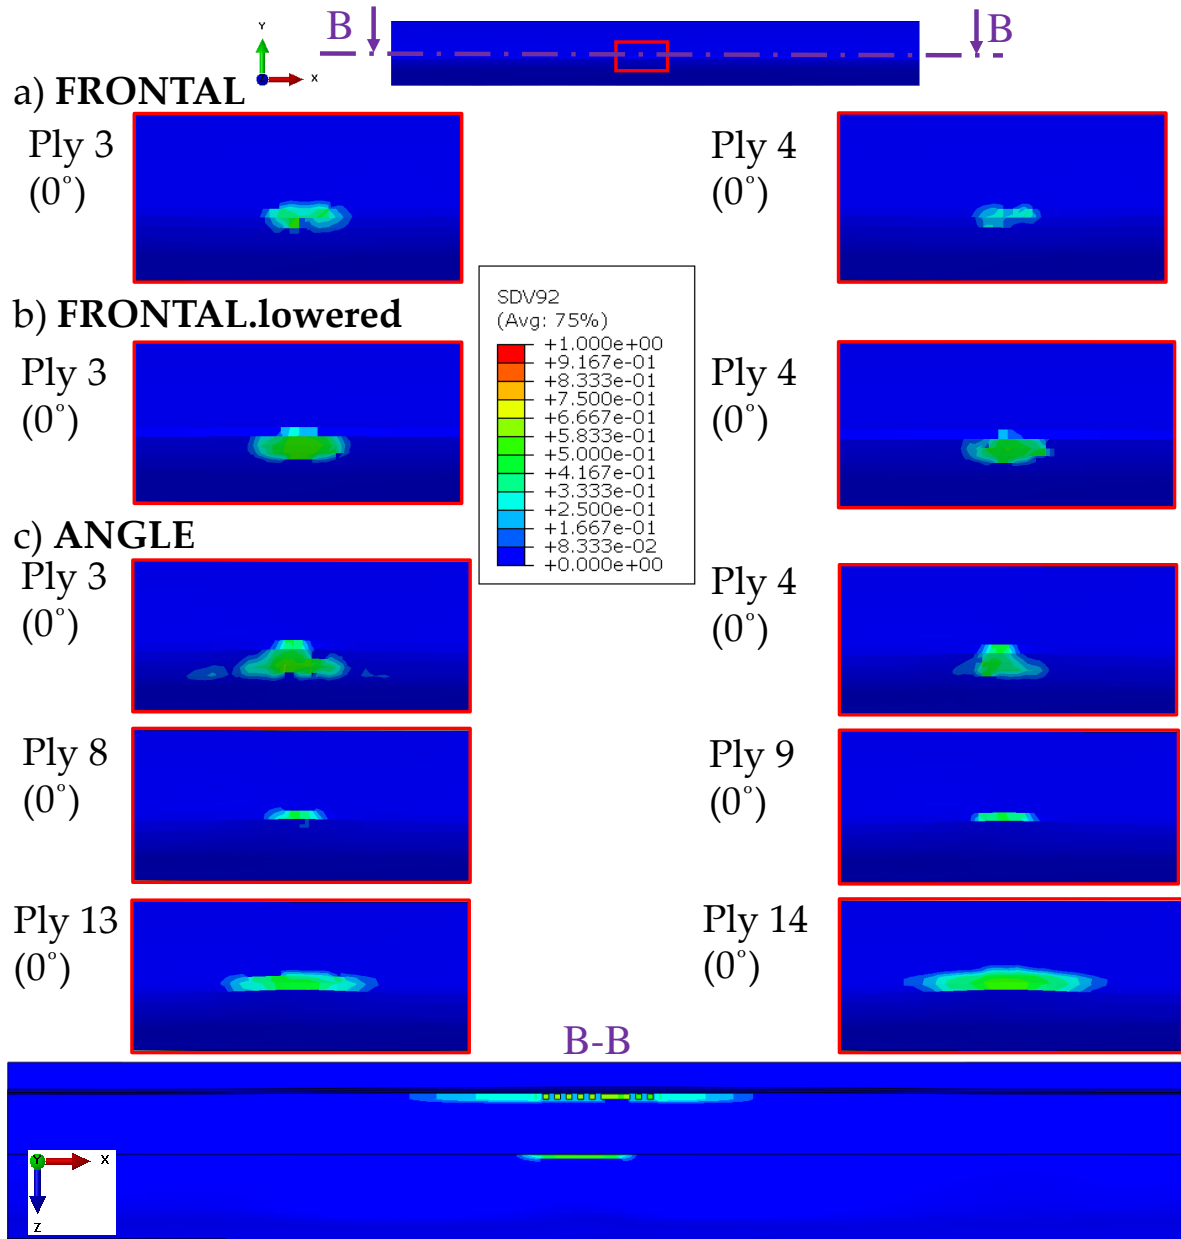 B
B
Y
Z
X
a) FRONTAL
Ply 3
(0°)
Ply 4
(0°)
SDV92
(Avg: 75%)
+1.000e+00
+9.167e-01
+8.333e-01
+7.500e-01
+6.667e-01
+5.833e-01
+5.000e-01
+4.167e-01
+3.333e-01
+2.500e-01
+1.667e-01
+8.333e-02
+0.000e+00
b) FRONTAL.lowered
Ply 3
(0°)
Ply 4
(0°)
c) ANGLE
Ply 3
(0°)
Ply 4
(0°)
Ply 8
(0°)
Ply 9
(0°)
Ply 13
(0°)
Ply 14
(0°)
B-B
Y
X
Z